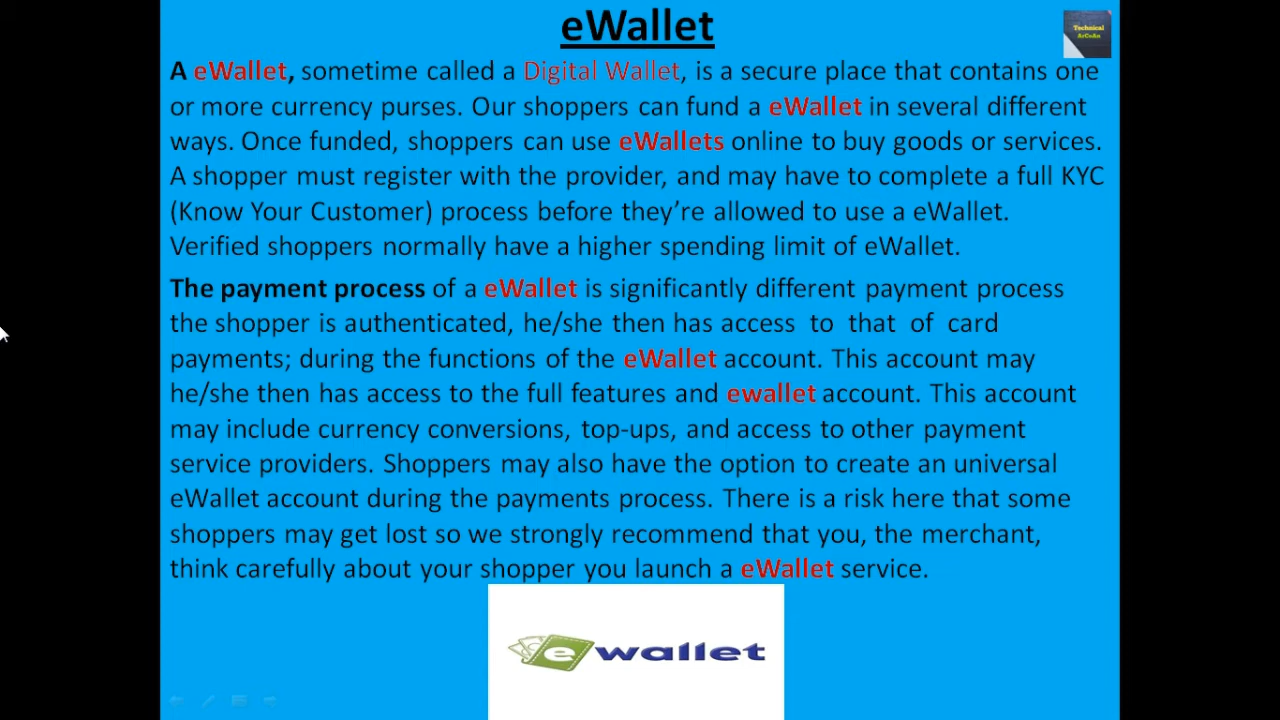 eWallet
Technical
ArCoAn
A eWallet, sometime called a Digital Wallet, is a secure place that contains one
or more currency purses. Our shoppers can fund a eWallet in several different
ways. Once funded, shoppers can use eWallets online to buy goods or services.
A shopper must register with the provider, and may have to complete a full KYC
(Know Your Customer) process before they’re allowed to use a eWallet.
Verified shoppers normally have a higher spending limit of eWallet.
The payment process of a eWallet is significantly different payment process
the shopper is authenticated, he/she then has access to that of card
payments; during the functions of the eWallet account. This account may
he/she then has access to the full features and ewallet account. This account
may include currency conversions, top-ups, and access to other payment
service providers. Shoppers may also have the option to create an universal
eWallet account during the payments process. There is a risk here that some
shoppers may get lost so we strongly recommend that you, the merchant,
think carefully about your shopper you launch a eWallet service.
ewallet